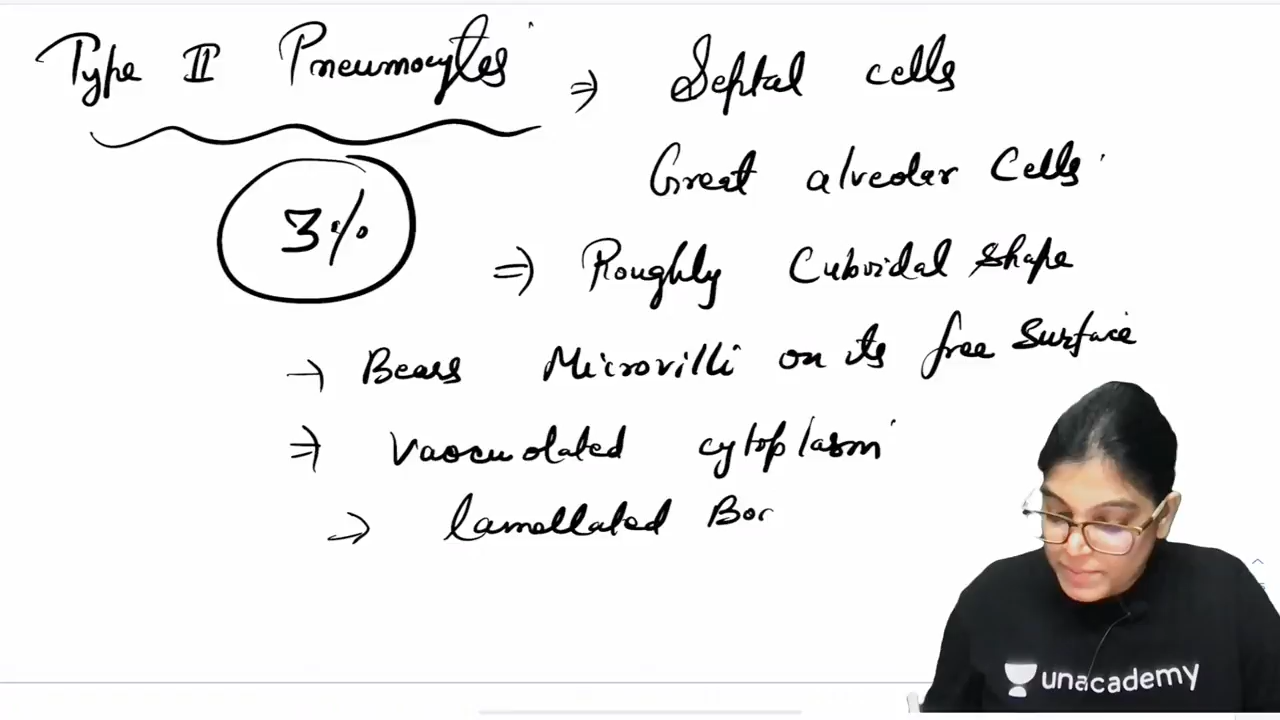 Type II Pneumocytes ⇒ Septal cells
Great alveolar Cells
3%
⇒ Roughly Cuboidal shape
→ Bears Microvilli on its free surface
⇒ Vaocuolated cytoplasm
→ lamellated Bo
unacademy